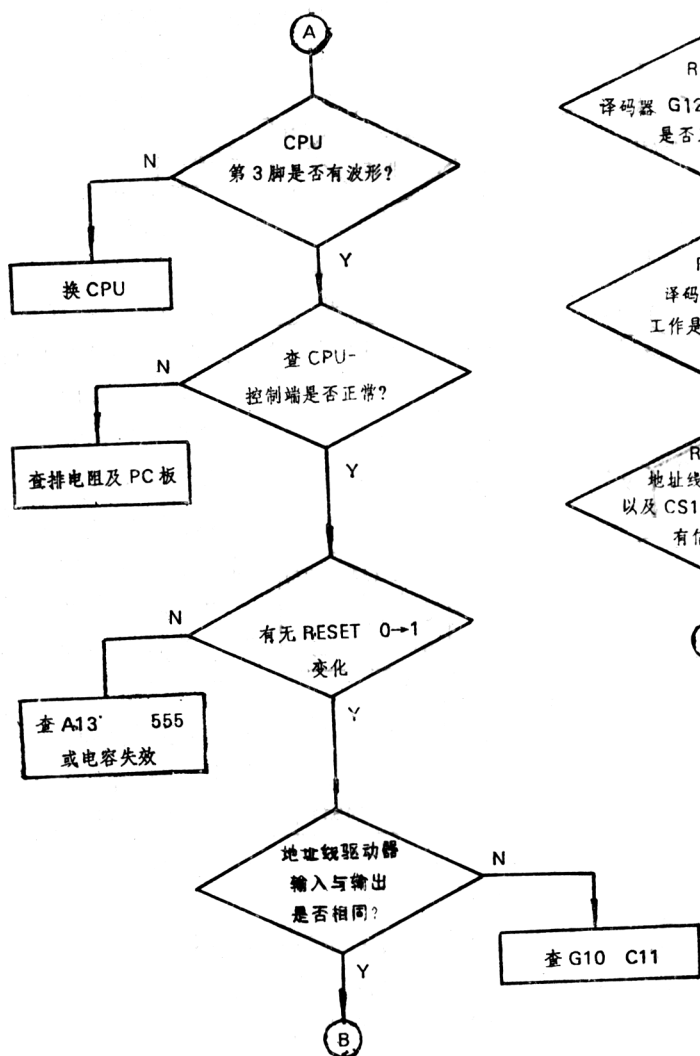 A
CPU
第3脚是否有波形?
N
Y
换CPU
查CPU-
控制端是否正常?
N
Y
查排电阻及PC板
有无RESET 0→1
变化
N
Y
查A13 555
或电容失效
地址线驱动器
输入与输出
是否相同?
N
Y
查G10 C11
B
R
译码器 G12
是否
译码
工作是
R
地址线
以及CS1
有